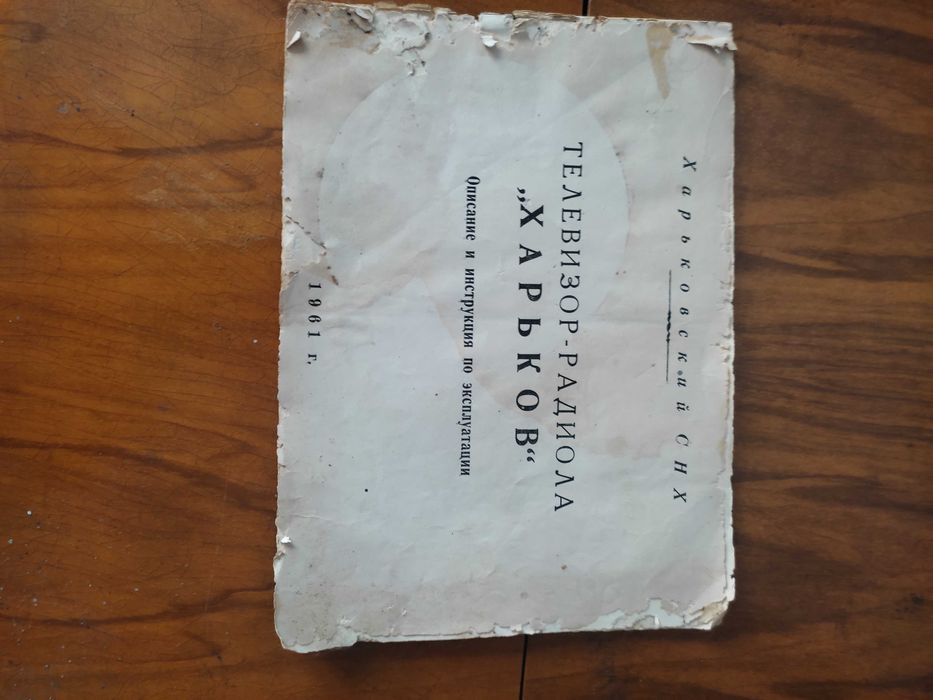 Харьковский СНХ
ТЕЛЕВИЗОР-РАДИОЛА
„ХАРЬКОВ“
Описание и инструкция по эксплуатации
1961 г,